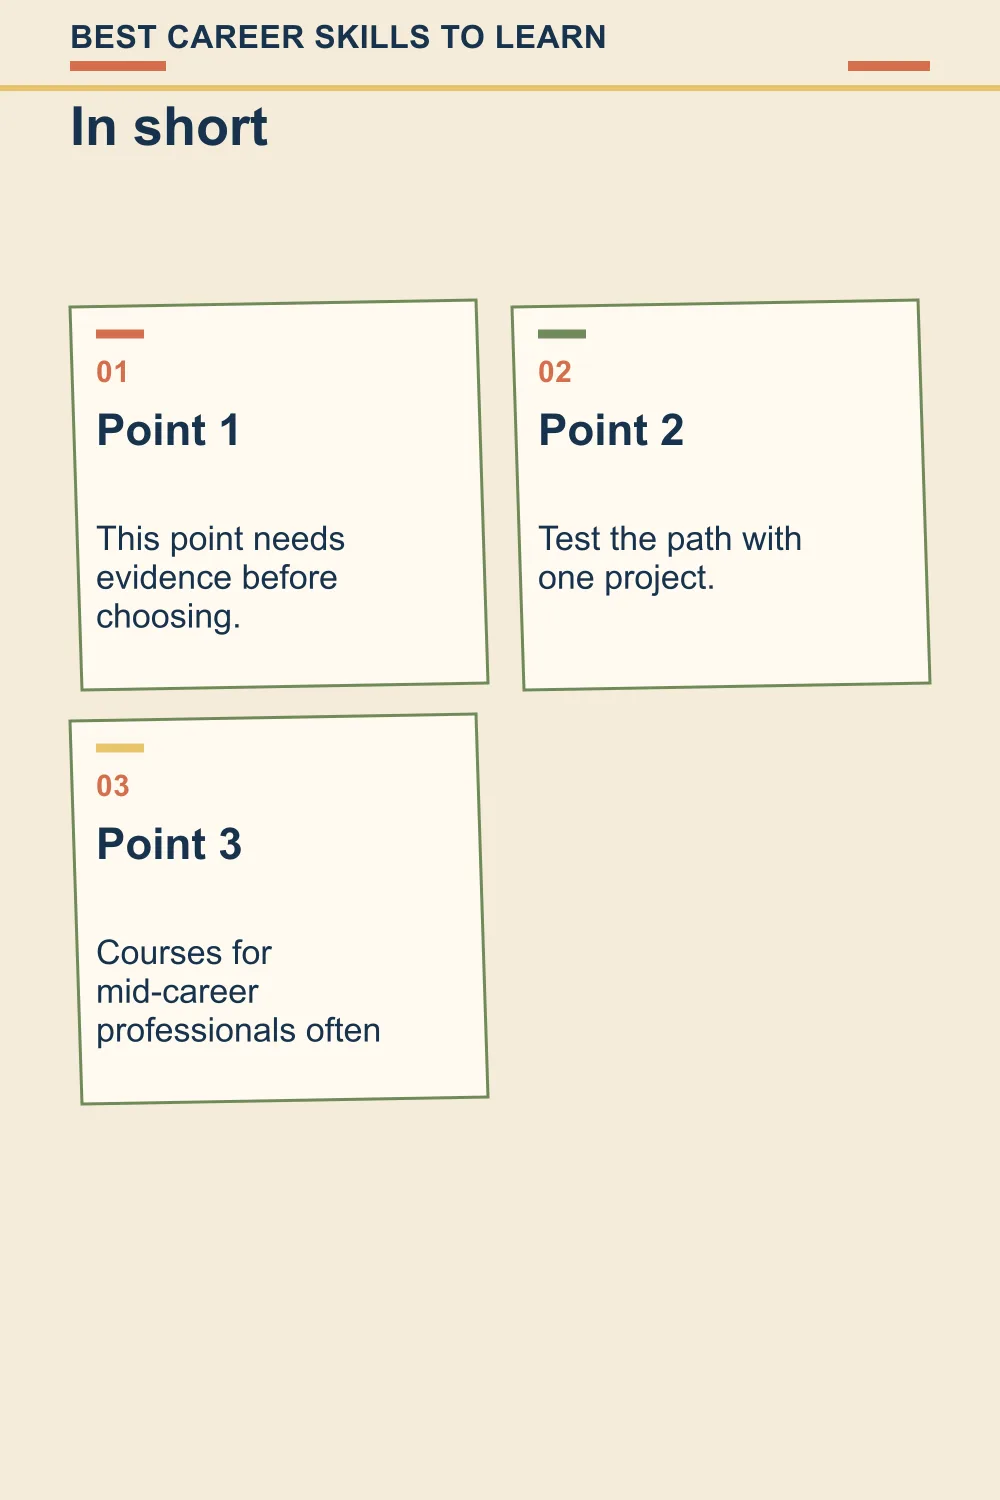 BEST CAREER SKILLS TO LEARN
In short
01
Point 1
This point needs
evidence before
choosing.
02
Point 2
Test the path with
one project.
03
Point 3
Courses for
mid-career
professionals often